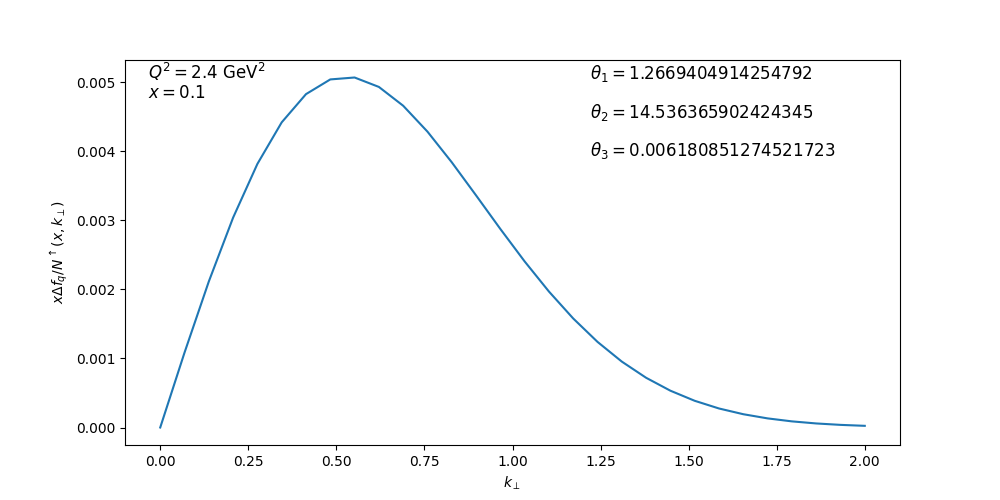 Q² = 2.4 GeV²
x = 0.1
θ₁ = 1.2669404914254792
θ₂ = 14.536365902424345
θ₃ = 0.006180851274521723
xΔf_q/N↑(x, k⊥)
0.005
0.004
0.003
0.002
0.001
0.000
0.00 0.25 0.50 0.75 1.00 1.25 1.50 1.75 2.00
k⊥